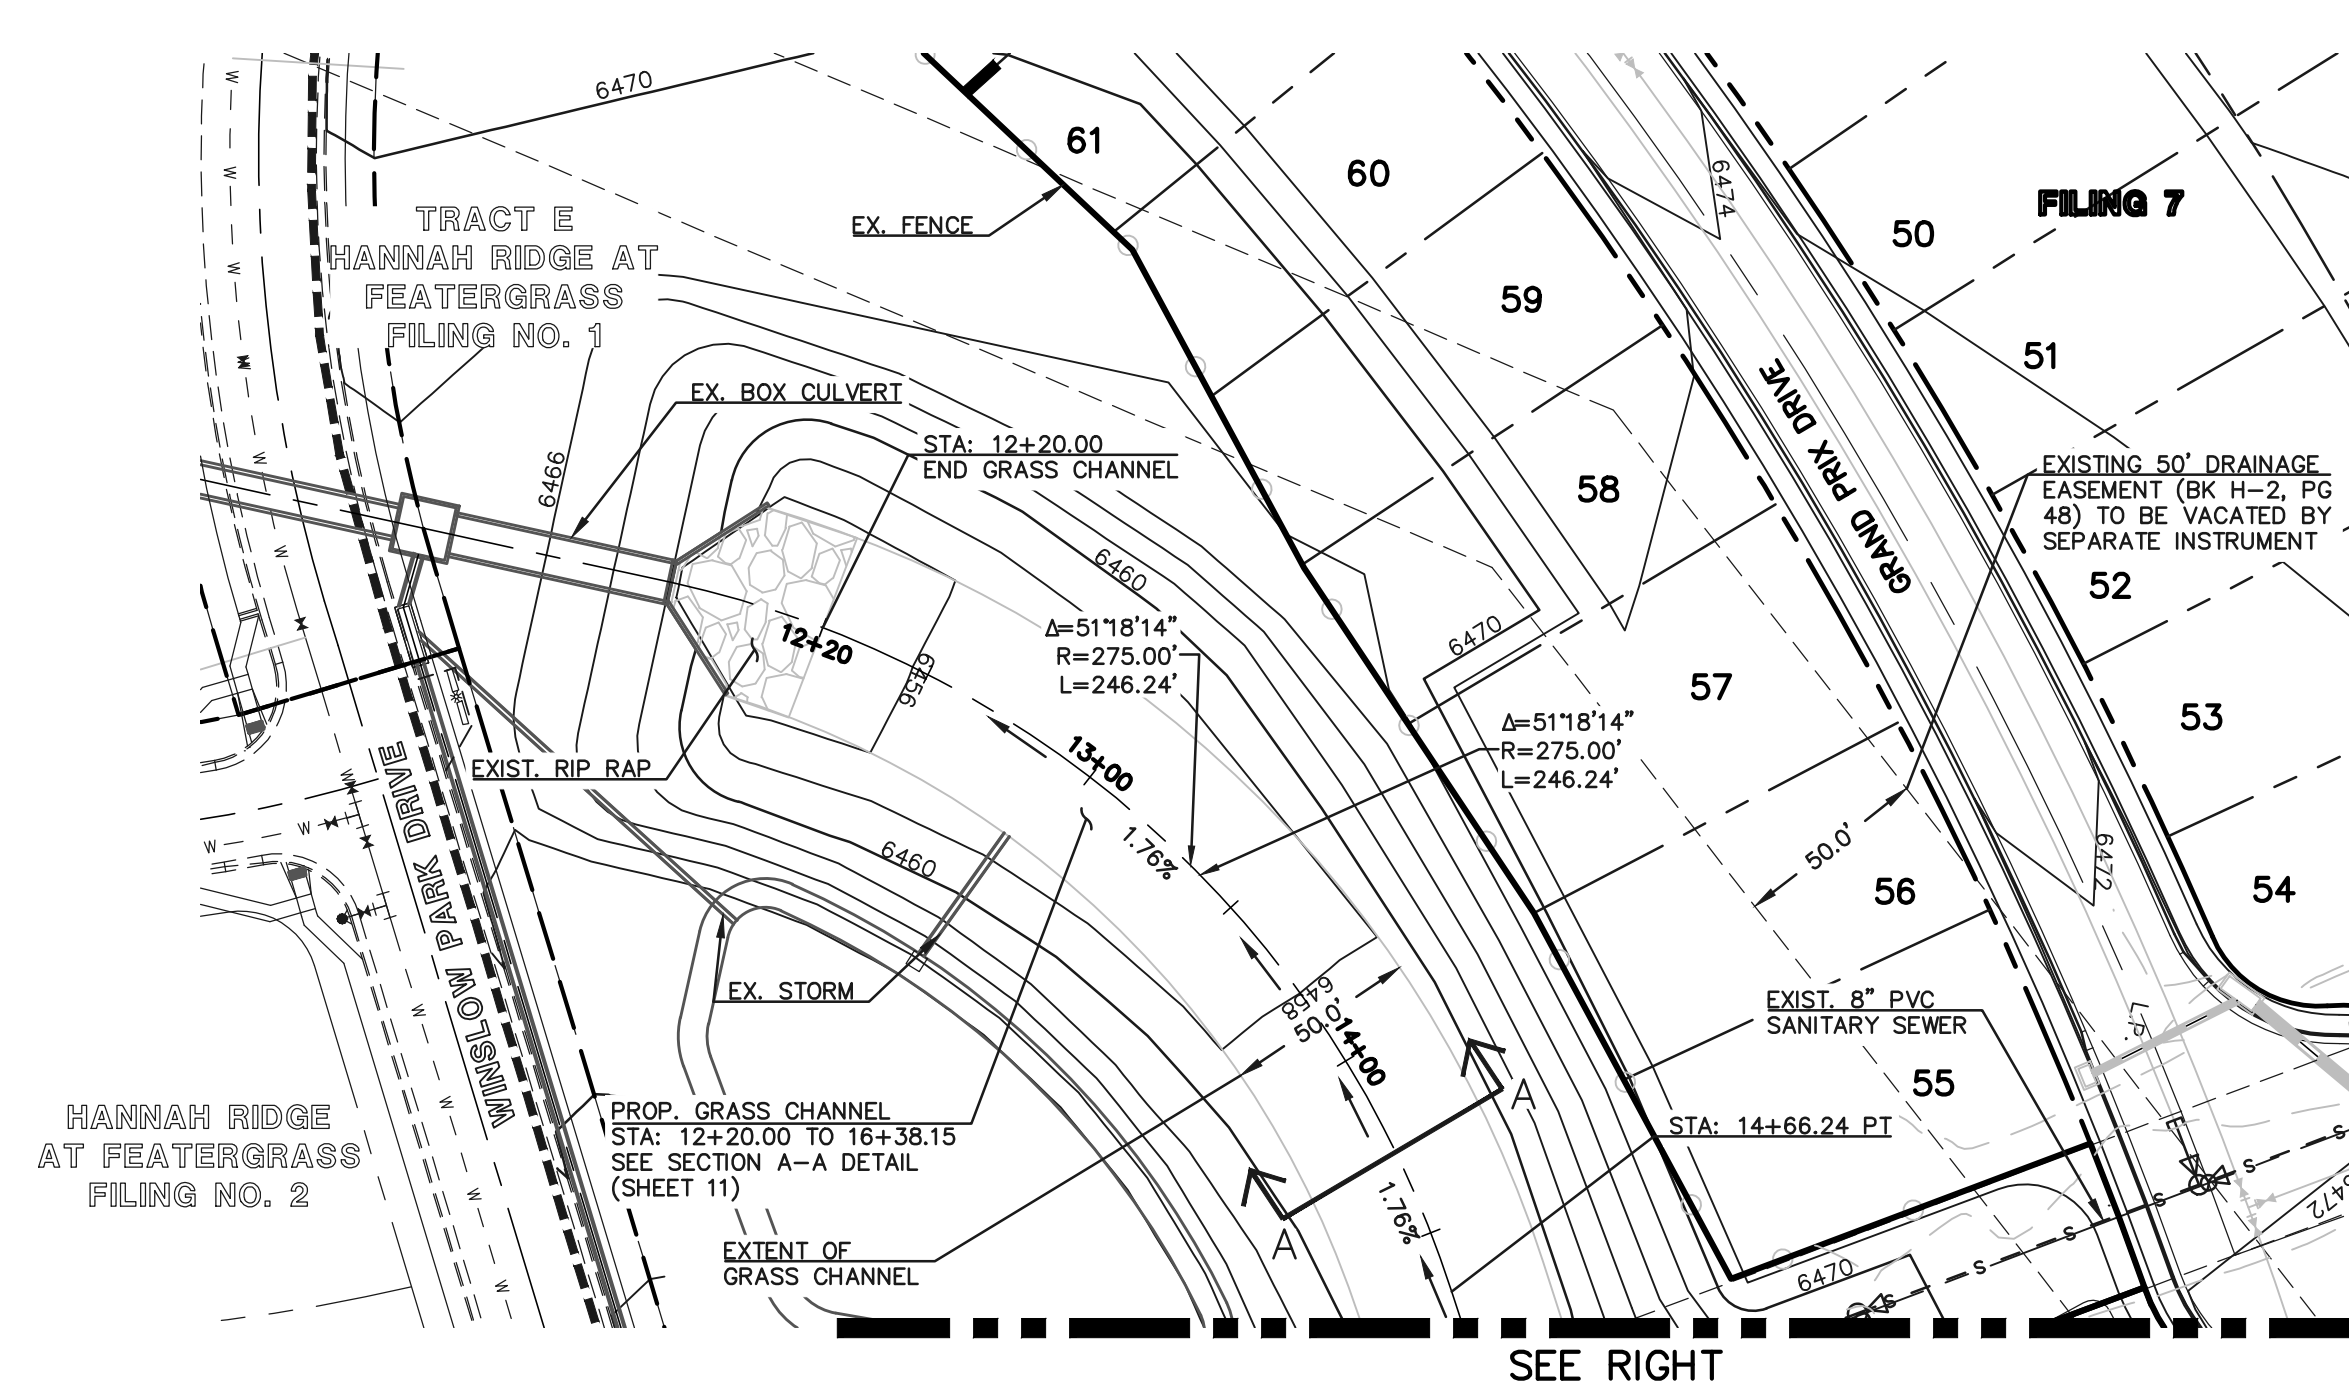 6470
61
60
6474
FILING 7
EX. FENCE
TRACT E
HANNAH RIDGE AT
FEATERGRASS
FILING NO. 1
50
59
51
EX. BOX CULVERT
GRAND PRIX DRIVE
STA: 12+20.00
END GRASS CHANNEL
6466
58
EXISTING 50' DRAINAGE
EASEMENT (BK H-2, PG
48) TO BE VACATED BY
SEPARATE INSTRUMENT
6460
52
Δ=51°18'14"
R=275.00'
L=246.24'
6470
12+20
6456
57
53
Δ=51°18'14"
R=275.00'
L=246.24'
13+00
EXIST. RIP RAP
WINSLOW PARK DRIVE
1.76%
50.0'
6472
6460
56
54
EX. STORM
6458
50.0'
14+00
EXIST. 8" PVC
SANITARY SEWER
L.P.
55
HANNAH RIDGE
AT FEATERGRASS
FILING NO. 2
PROP. GRASS CHANNEL
STA: 12+20.00 TO 16+38.15
SEE SECTION A-A DETAIL
(SHEET 11)
A
STA: 14+66.24 PT
E
1.76%
A
EXTENT OF
GRASS CHANNEL
6472
6470
W
W
W
W
W
W
W
W
W
W
W
W
W
W
S
S
S
S
S
S
SEE RIGHT